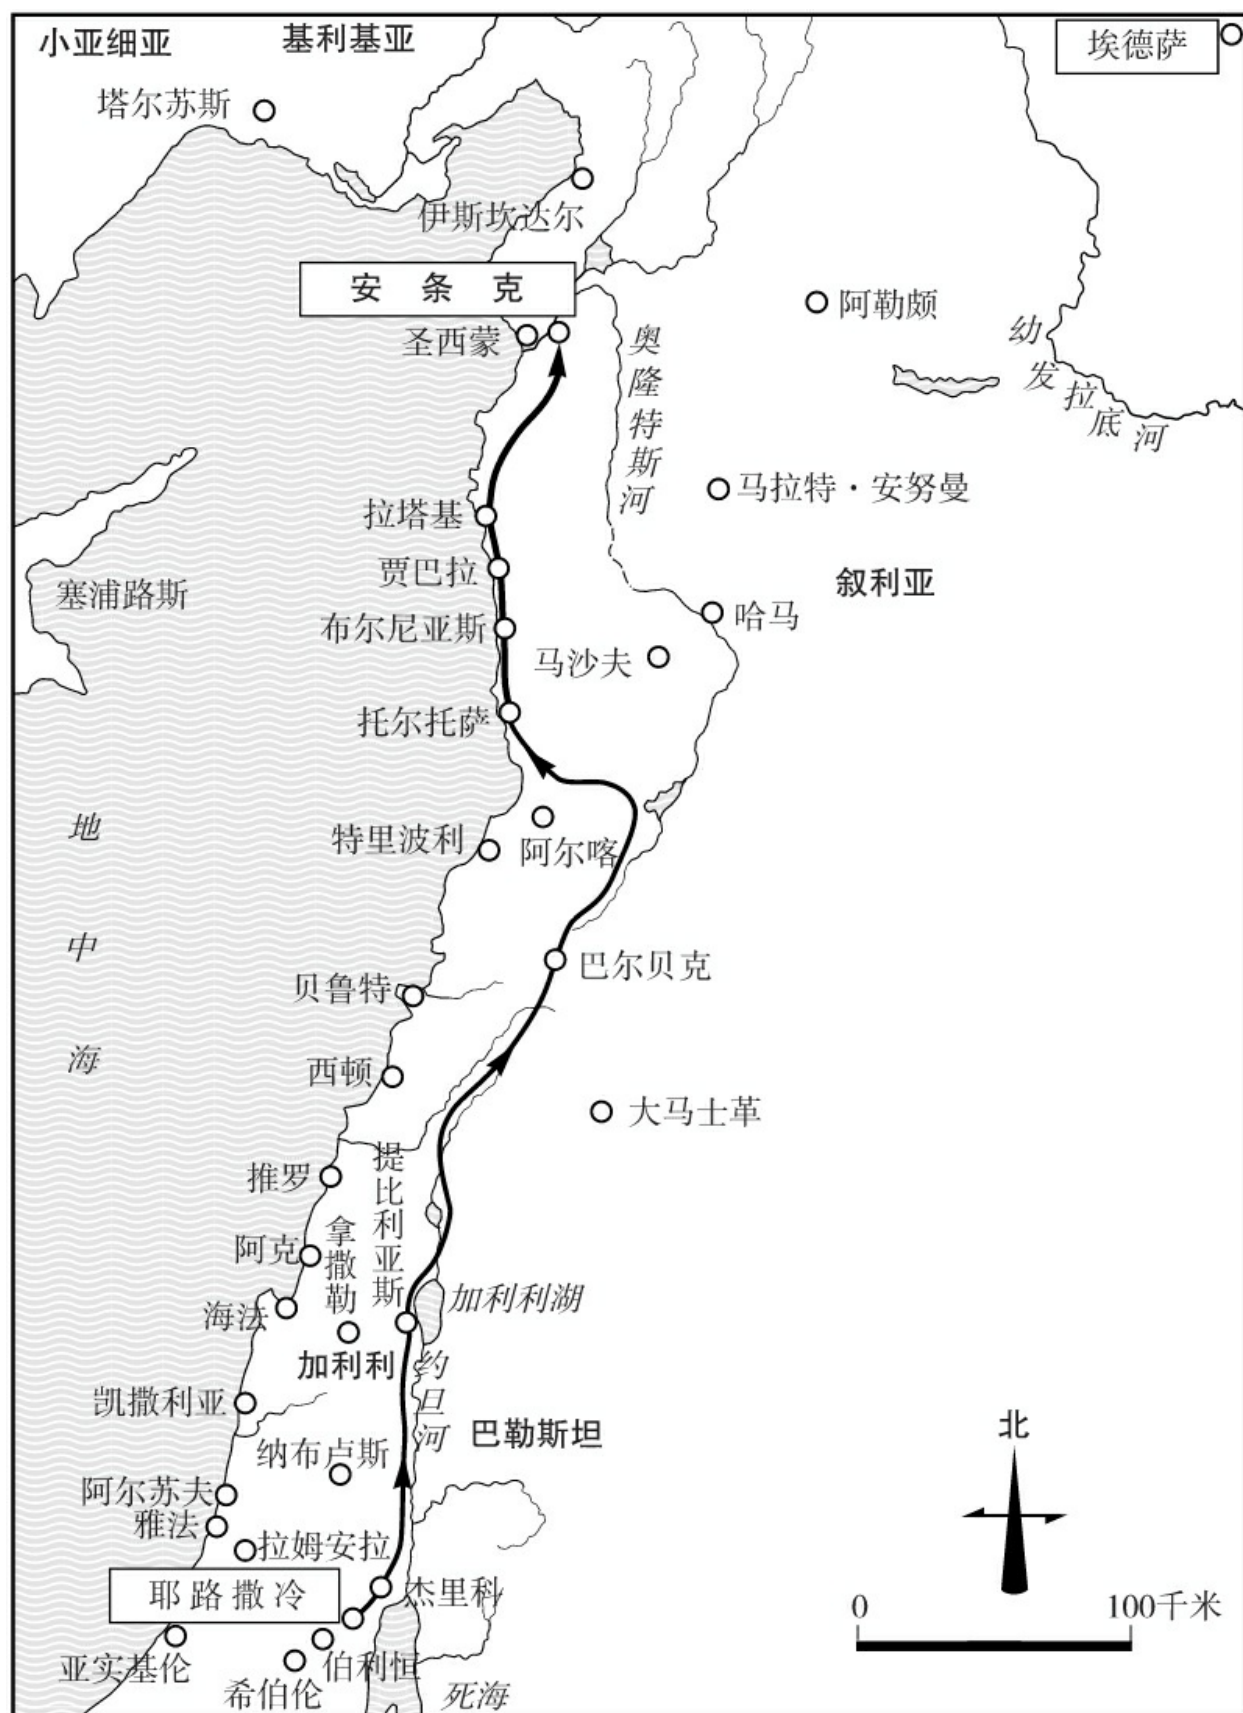 小亚细亚
基利基亚
埃德萨
塔尔苏斯
伊斯坎达尔
安条克
阿勒颇
圣西蒙
奥隆特斯河
幼发拉底河
马拉特·安努曼
拉塔基
贾巴拉
叙利亚
塞浦路斯
哈马
布尔尼亚斯
马沙夫
托尔托萨
地中海
特里波利
阿尔喀
巴尔贝克
贝鲁特
西顿
大马士革
推罗
提比利亚斯
拿撒勒
阿克
加利利湖
海法
加利利
约旦河
凯撒利亚
巴勒斯坦
北
纳布卢斯
阿尔苏夫
雅法
拉姆安拉
耶路撒冷
杰里科
0
100千米
亚实基伦
伯利恒
希伯伦
死海